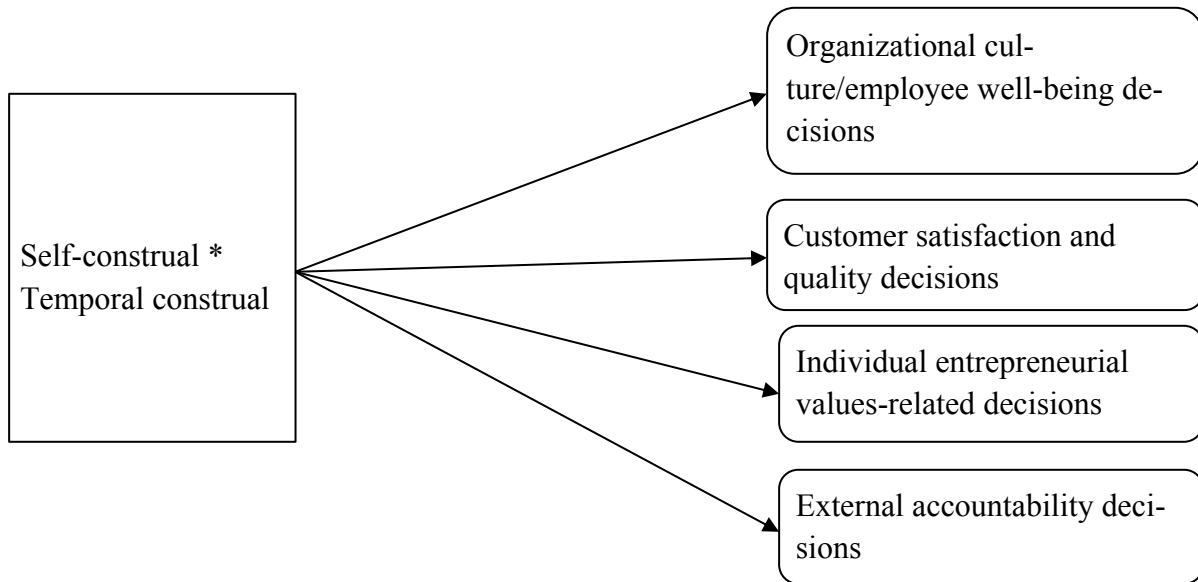 Organizational cul-
ture/employee well-being de-
cisions
Self-construal *
Temporal construal
Customer satisfaction and
quality decisions
Individual entrepreneurial
values-related decisions
External accountability deci-
sions